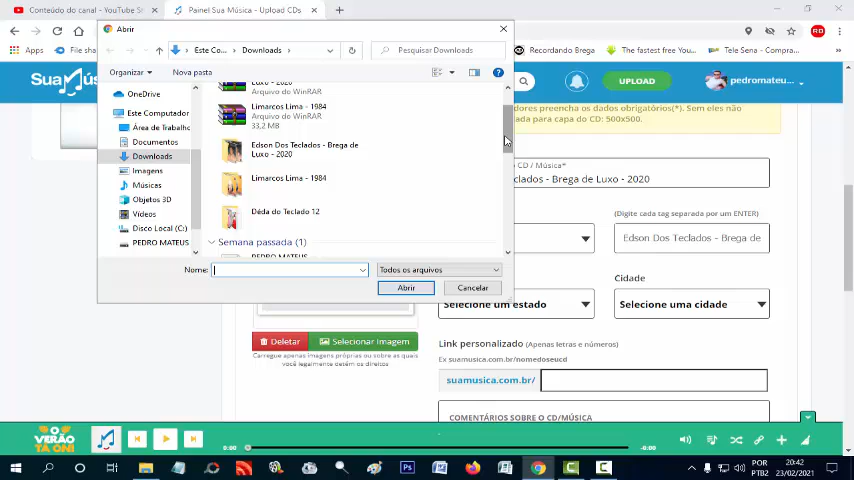 Conteúdo do canal - YouTube St
Painel Sua Música - Upload CDs
Abrir
Este Co...
Downloads
Pesquisar Downloads
Apps
G
Recording Brega
The fastest free You...
Tele Sena - Compra...
RD
Organizar
Nova pasta
Sua
UPLOAD
pedromateu...
OneDrive
Este Computador
Área de Trabalho
Documentos
Downloads
Imagens
Músicas
Objetos 3D
Vídeos
Disco Local (C:)
PEDRO MATEUS
Luxo - 2020
Arquivo do WinRAR
Limarcos Lima - 1984
Arquivo do WinRAR
33,2 MB
Edson Dos Teclados - Brega de
Luxo - 2020
Limarcos Lima - 1984
Déda do Teclado 12
Semana passada (1)
PEDRO MATEUS
Nome:
Todos os arquivos
Abrir
Cancelar
dores preencha os dados obrigatórios(*). Sem eles não
ada para capa do CD: 500x500.
CD / Música*
clados - Brega de Luxo - 2020
(Digite cada tag separada por um ENTER)
Edson Dos Teclados - Brega de
Cidade
Selecione um estado
Selecione uma cidade
Deletar
Selecionar Imagem
Carregue apenas imagens próprias ou sobre as quais
você legalmente detém os direitos
Link personalizado (Apenas letras e números)
Ex suamusica.com.br/nomedoseucd
suamusica.com.br/
COMENTÁRIOS SOBRE O CD/MÚSICA
O
VERÃO
TÁ ON!
0:00
-0:00
POR
PTB2
20:42
23/02/2021